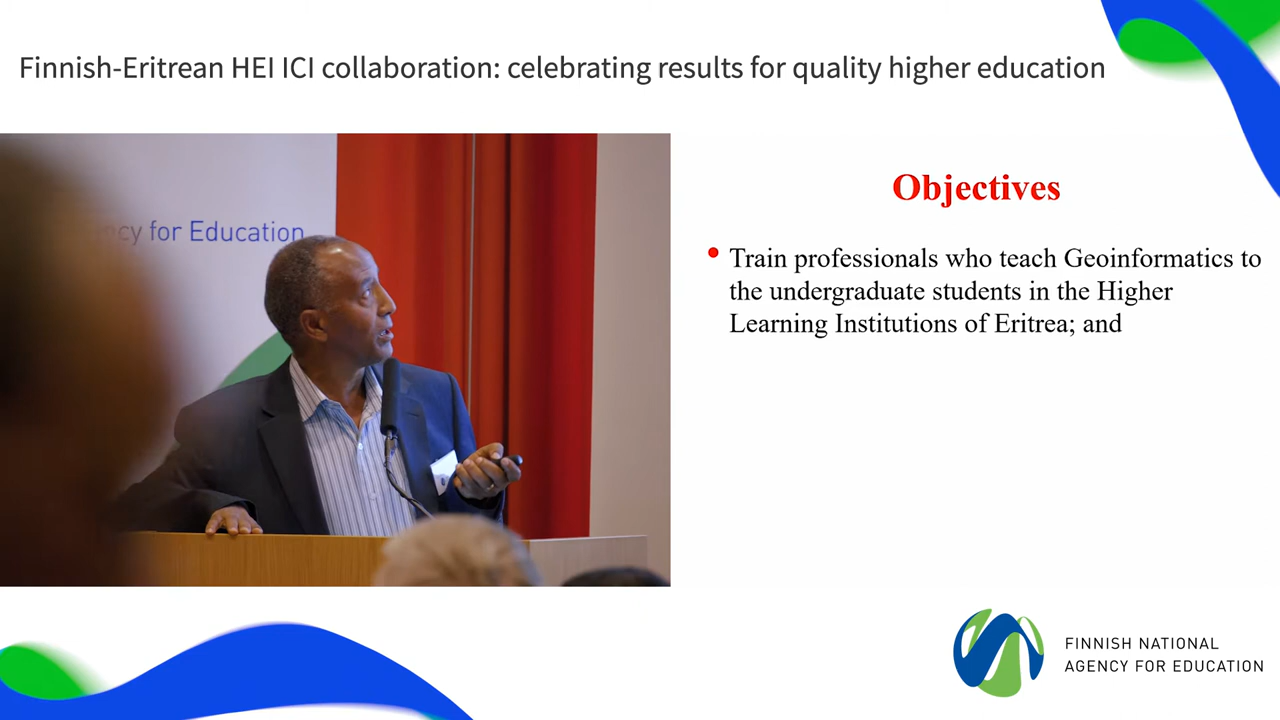 Finnish-Eritrean HEI ICI collaboration: celebrating results for quality higher education
for Education
Objectives
• Train professionals who teach Geoinformatics to
the undergraduate students in the Higher
Learning Institutions of Eritrea; and
FINNISH NATIONAL
AGENCY FOR EDUCATION